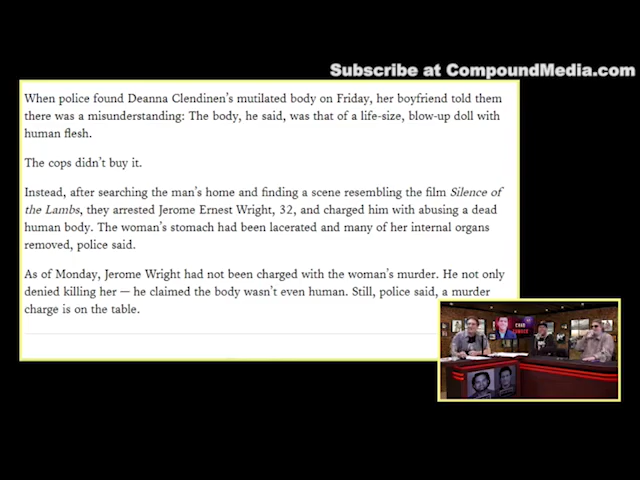 Subscribe at CompoundMedia.com
When police found Deanna Clendinen's mutilated body on Friday, her boyfriend told them
there was a misunderstanding: The body, he said, was that of a life-size, blow-up doll with
human flesh.
The cops didn't buy it.
Instead, after searching the man's home and finding a scene resembling the film Silence of
the Lambs, they arrested Jerome Ernest Wright, 32, and charged him with abusing a dead
human body. The woman's stomach had been lacerated and many of her internal organs
removed, police said.
As of Monday, Jerome Wright had not been charged with the woman's murder. He not only
denied killing her — he claimed the body wasn't even human. Still, police said, a murder
charge is on the table.